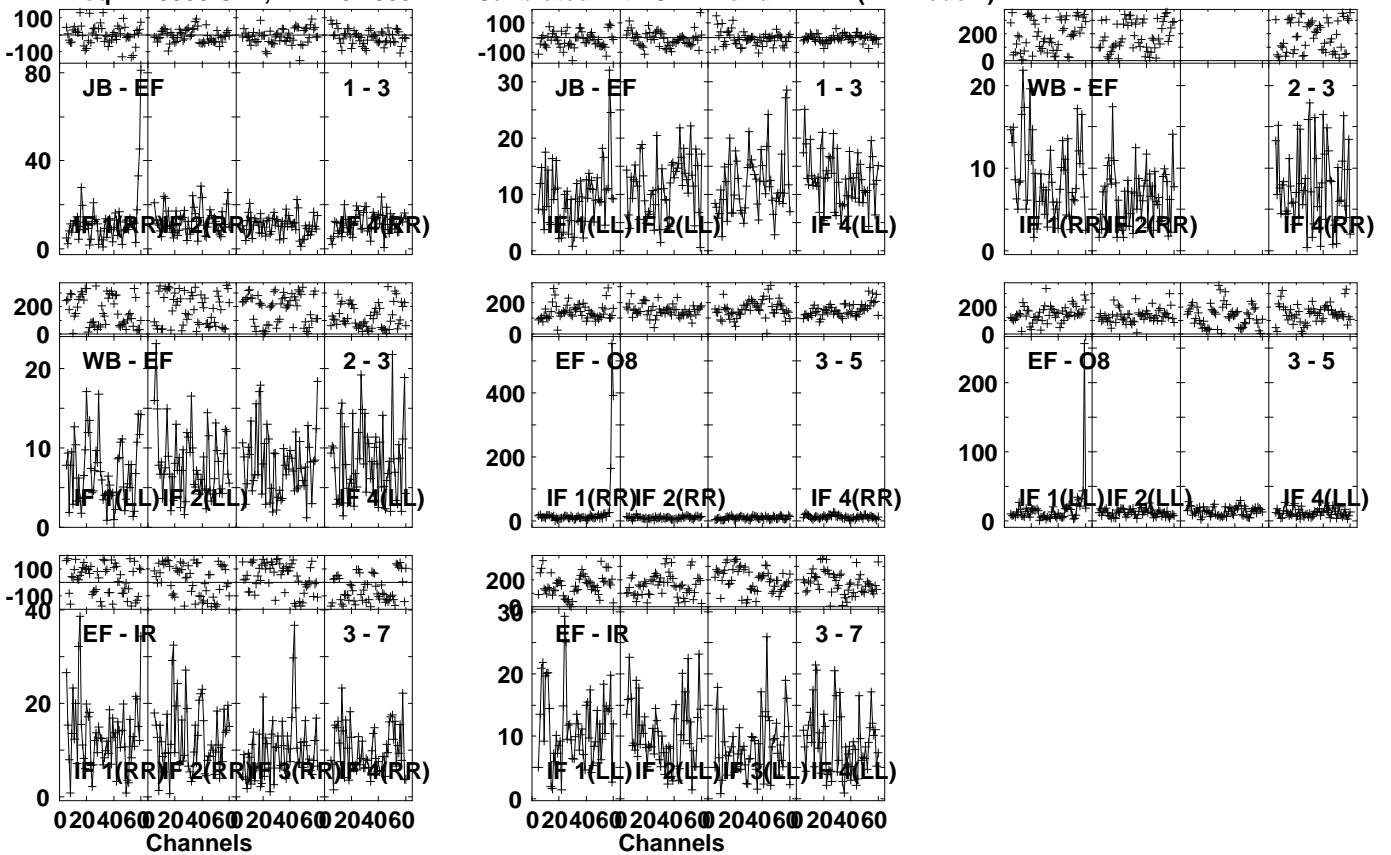 100
-100
80
40
0
JB - EF
1 - 3
IF 1(RR)
IF 2(RR)
IF 4(RR)
100
-100
30
20
10
0
JB - EF
1 - 3
IF 1(LL)
IF 2(LL)
IF 4(LL)
200
0
20
10
0
WB - EF
2 - 3
IF 1(RR)
IF 2(RR)
IF 4(RR)
200
0
20
10
0
WB - EF
2 - 3
IF 1(LL)
IF 2(LL)
IF 4(LL)
200
0
400
200
0
EF - O8
3 - 5
IF 1(RR)
IF 2(RR)
IF 4(RR)
200
0
200
100
0
EF - O8
3 - 5
IF 1(LL)
IF 2(LL)
IF 4(LL)
100
-100
40
20
0
EF - IR
3 - 7
IF 1(RR)
IF 2(RR)
IF 3(RR)
IF 4(RR)
0 20 40 60 0 20 40 60 0 20 40 60 0 20 40 60
Channels
200
0
30
20
10
0
EF - IR
3 - 7
IF 1(LL)
IF 2(LL)
IF 3(LL)
IF 4(LL)
0 20 40 60 0 20 40 60 0 20 40 60 0 20 40 60
Channels